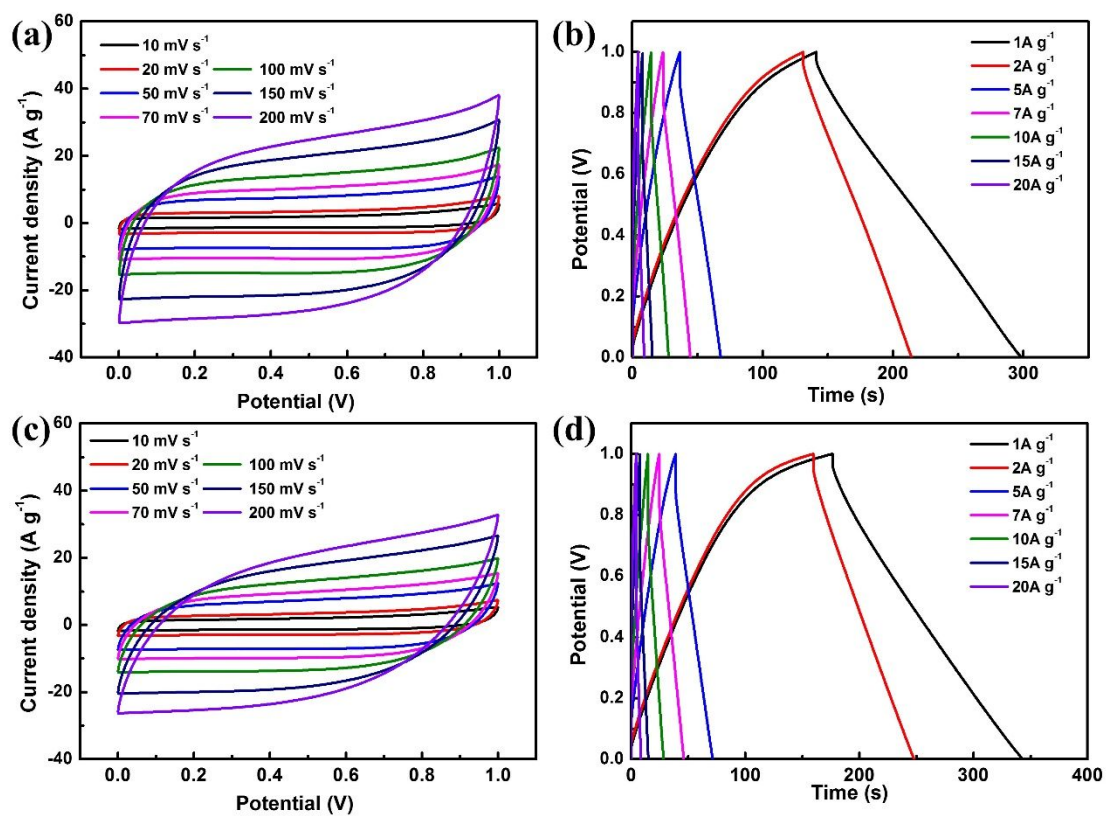 (a)
60
40
20
0
-20
-40
Current density (A g⁻¹)
10 mV s⁻¹
20 mV s⁻¹
50 mV s⁻¹
70 mV s⁻¹
100 mV s⁻¹
150 mV s⁻¹
200 mV s⁻¹
0.0 0.2 0.4 0.6 0.8 1.0
Potential (V)
(b)
1.0
0.8
0.6
0.4
0.2
0.0
Potential (V)
1A g⁻¹
2A g⁻¹
5A g⁻¹
7A g⁻¹
10A g⁻¹
15A g⁻¹
20A g⁻¹
0 100 200 300
Time (s)
(c)
60
40
20
0
-20
-40
Current density (A g⁻¹)
10 mV s⁻¹
20 mV s⁻¹
50 mV s⁻¹
70 mV s⁻¹
100 mV s⁻¹
150 mV s⁻¹
200 mV s⁻¹
0.0 0.2 0.4 0.6 0.8 1.0
Potential (V)
(d)
1.0
0.8
0.6
0.4
0.2
0.0
Potential (V)
1A g⁻¹
2A g⁻¹
5A g⁻¹
7A g⁻¹
10A g⁻¹
15A g⁻¹
20A g⁻¹
0 100 200 300 400
Time (s)